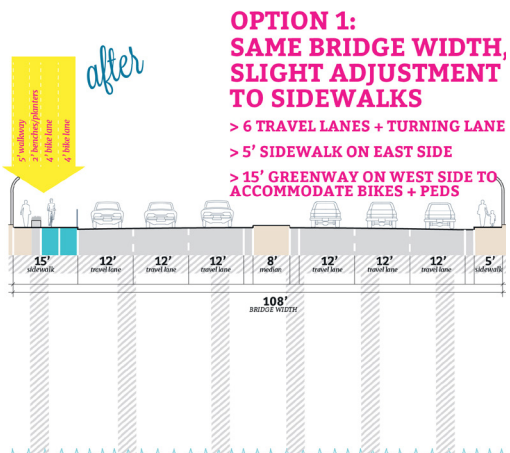 after
OPTION 1:
SAME BRIDGE WIDTH,
SLIGHT ADJUSTMENT
TO SIDEWALKS
> 6 TRAVEL LANES + TURNING LANE
> 5' SIDEWALK ON EAST SIDE
> 15' GREENWAY ON WEST SIDE TO
ACCOMMODATE BIKES + PEDS
5' walkway
2' benches/planters
4' bike lane
4' bike lane
15' 12' 12' 12' 8' 12' 12' 12' 5'
sidewalk travel lane travel lane travel lane median travel lane travel lane travel lane sidewalk
108'
BRIDGE WIDTH